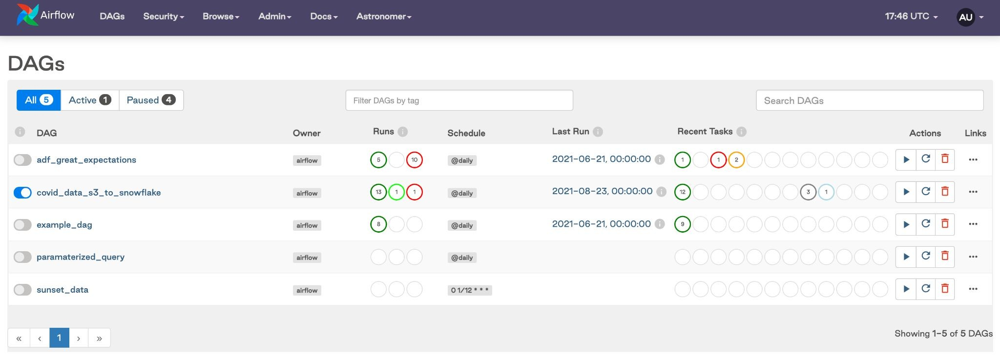 Airflow DAGs Security Browse Admin Docs Astronomer 17:46 UTC AU
DAGs
All 5 Active 1 Paused 4 Filter DAGs by tag Search DAGs
i DAG Owner Runs i Schedule Last Run i Recent Tasks i Actions Links
adf_great_expectations airflow 5 10 @daily 2021-06-21, 00:00:00 i 1 1 2 ...
covid_data_s3_to_snowflake airflow 13 1 1 @daily 2021-08-23, 00:00:00 i 12 3 1 ...
example_dag airflow 8 @daily 2021-06-21, 00:00:00 i 9 ...
paramaterized_query airflow @daily ...
sunset_data airflow 0 1/12 * * * ...
« ‹ 1 › » Showing 1-5 of 5 DAGs